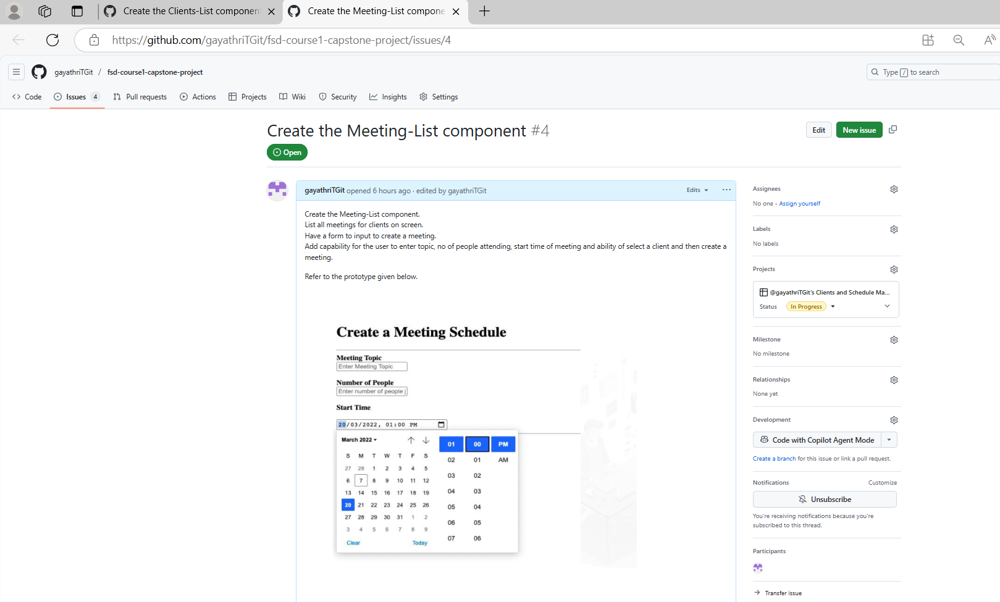 Create the Clients-List component
Create the Meeting-List compone
https://github.com/gayathriTGit/fsd-course1-capstone-project/issues/4
gayathriTGit / fsd-course1-capstone-project
Type / to search
Code Issues 4 Pull requests Actions Projects Wiki Security Insights Settings
Create the Meeting-List component #4
Edit New issue
Open
gayathriTGit opened 6 hours ago · edited by gayathriTGit Edits
Create the Meeting-List component.
List all meetings for clients on screen.
Have a form to input to create a meeting.
Add capability for the user to enter topic, no of people attending, start time of meeting and ability of select a client and then create a
meeting.
Refer to the prototype given below.
Create a Meeting Schedule
Meeting Topic
Enter Meeting Topic
Number of People
Enter number of people j
Start Time
20/03/2022, 01:00 PM
March 2022
S M T W T F S
27 28 1 2 3 4 5
6 7 8 9 10 11 12
13 14 15 16 17 18 19
20 21 22 23 24 25 26
27 28 29 30 31 1 2
3 4 5 6 7 8 9
Clear Today
01 00 PM
02 01 AM
03 02
04 03
05 04
06 05
07 06
Assignees
No one - Assign yourself
Labels
No labels
Projects
@gayathriTGit's Clients and Schedule Ma...
Status In Progress
Milestone
No milestone
Relationships
None yet
Development
Code with Copilot Agent Mode
Create a branch for this issue or link a pull request.
Notifications Customize
Unsubscribe
You're receiving notifications because you're
subscribed to this thread.
Participants
Transfer issue